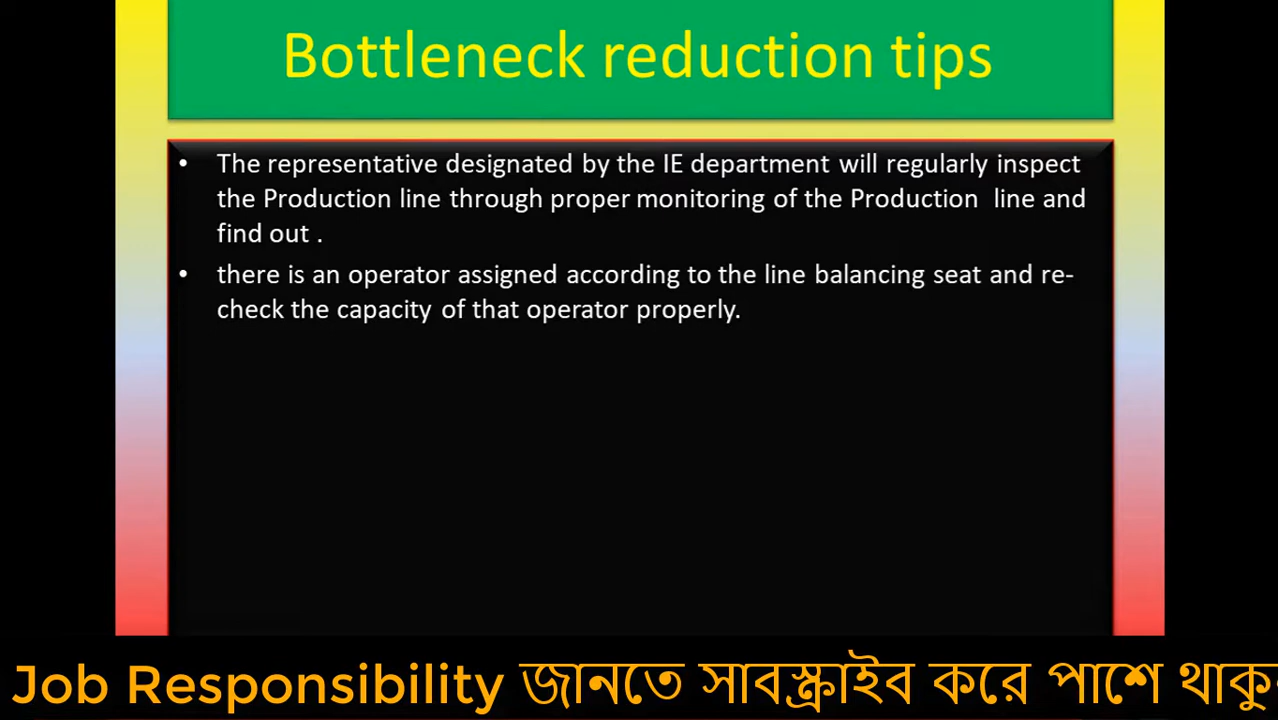 Bottleneck reduction tips
• The representative designated by the IE department will regularly inspect
the Production line through proper monitoring of the Production line and
find out .
• there is an operator assigned according to the line balancing seat and re-
check the capacity of that operator properly.
Job Responsibility জানতে সাবস্ক্রাইব করে পাশে